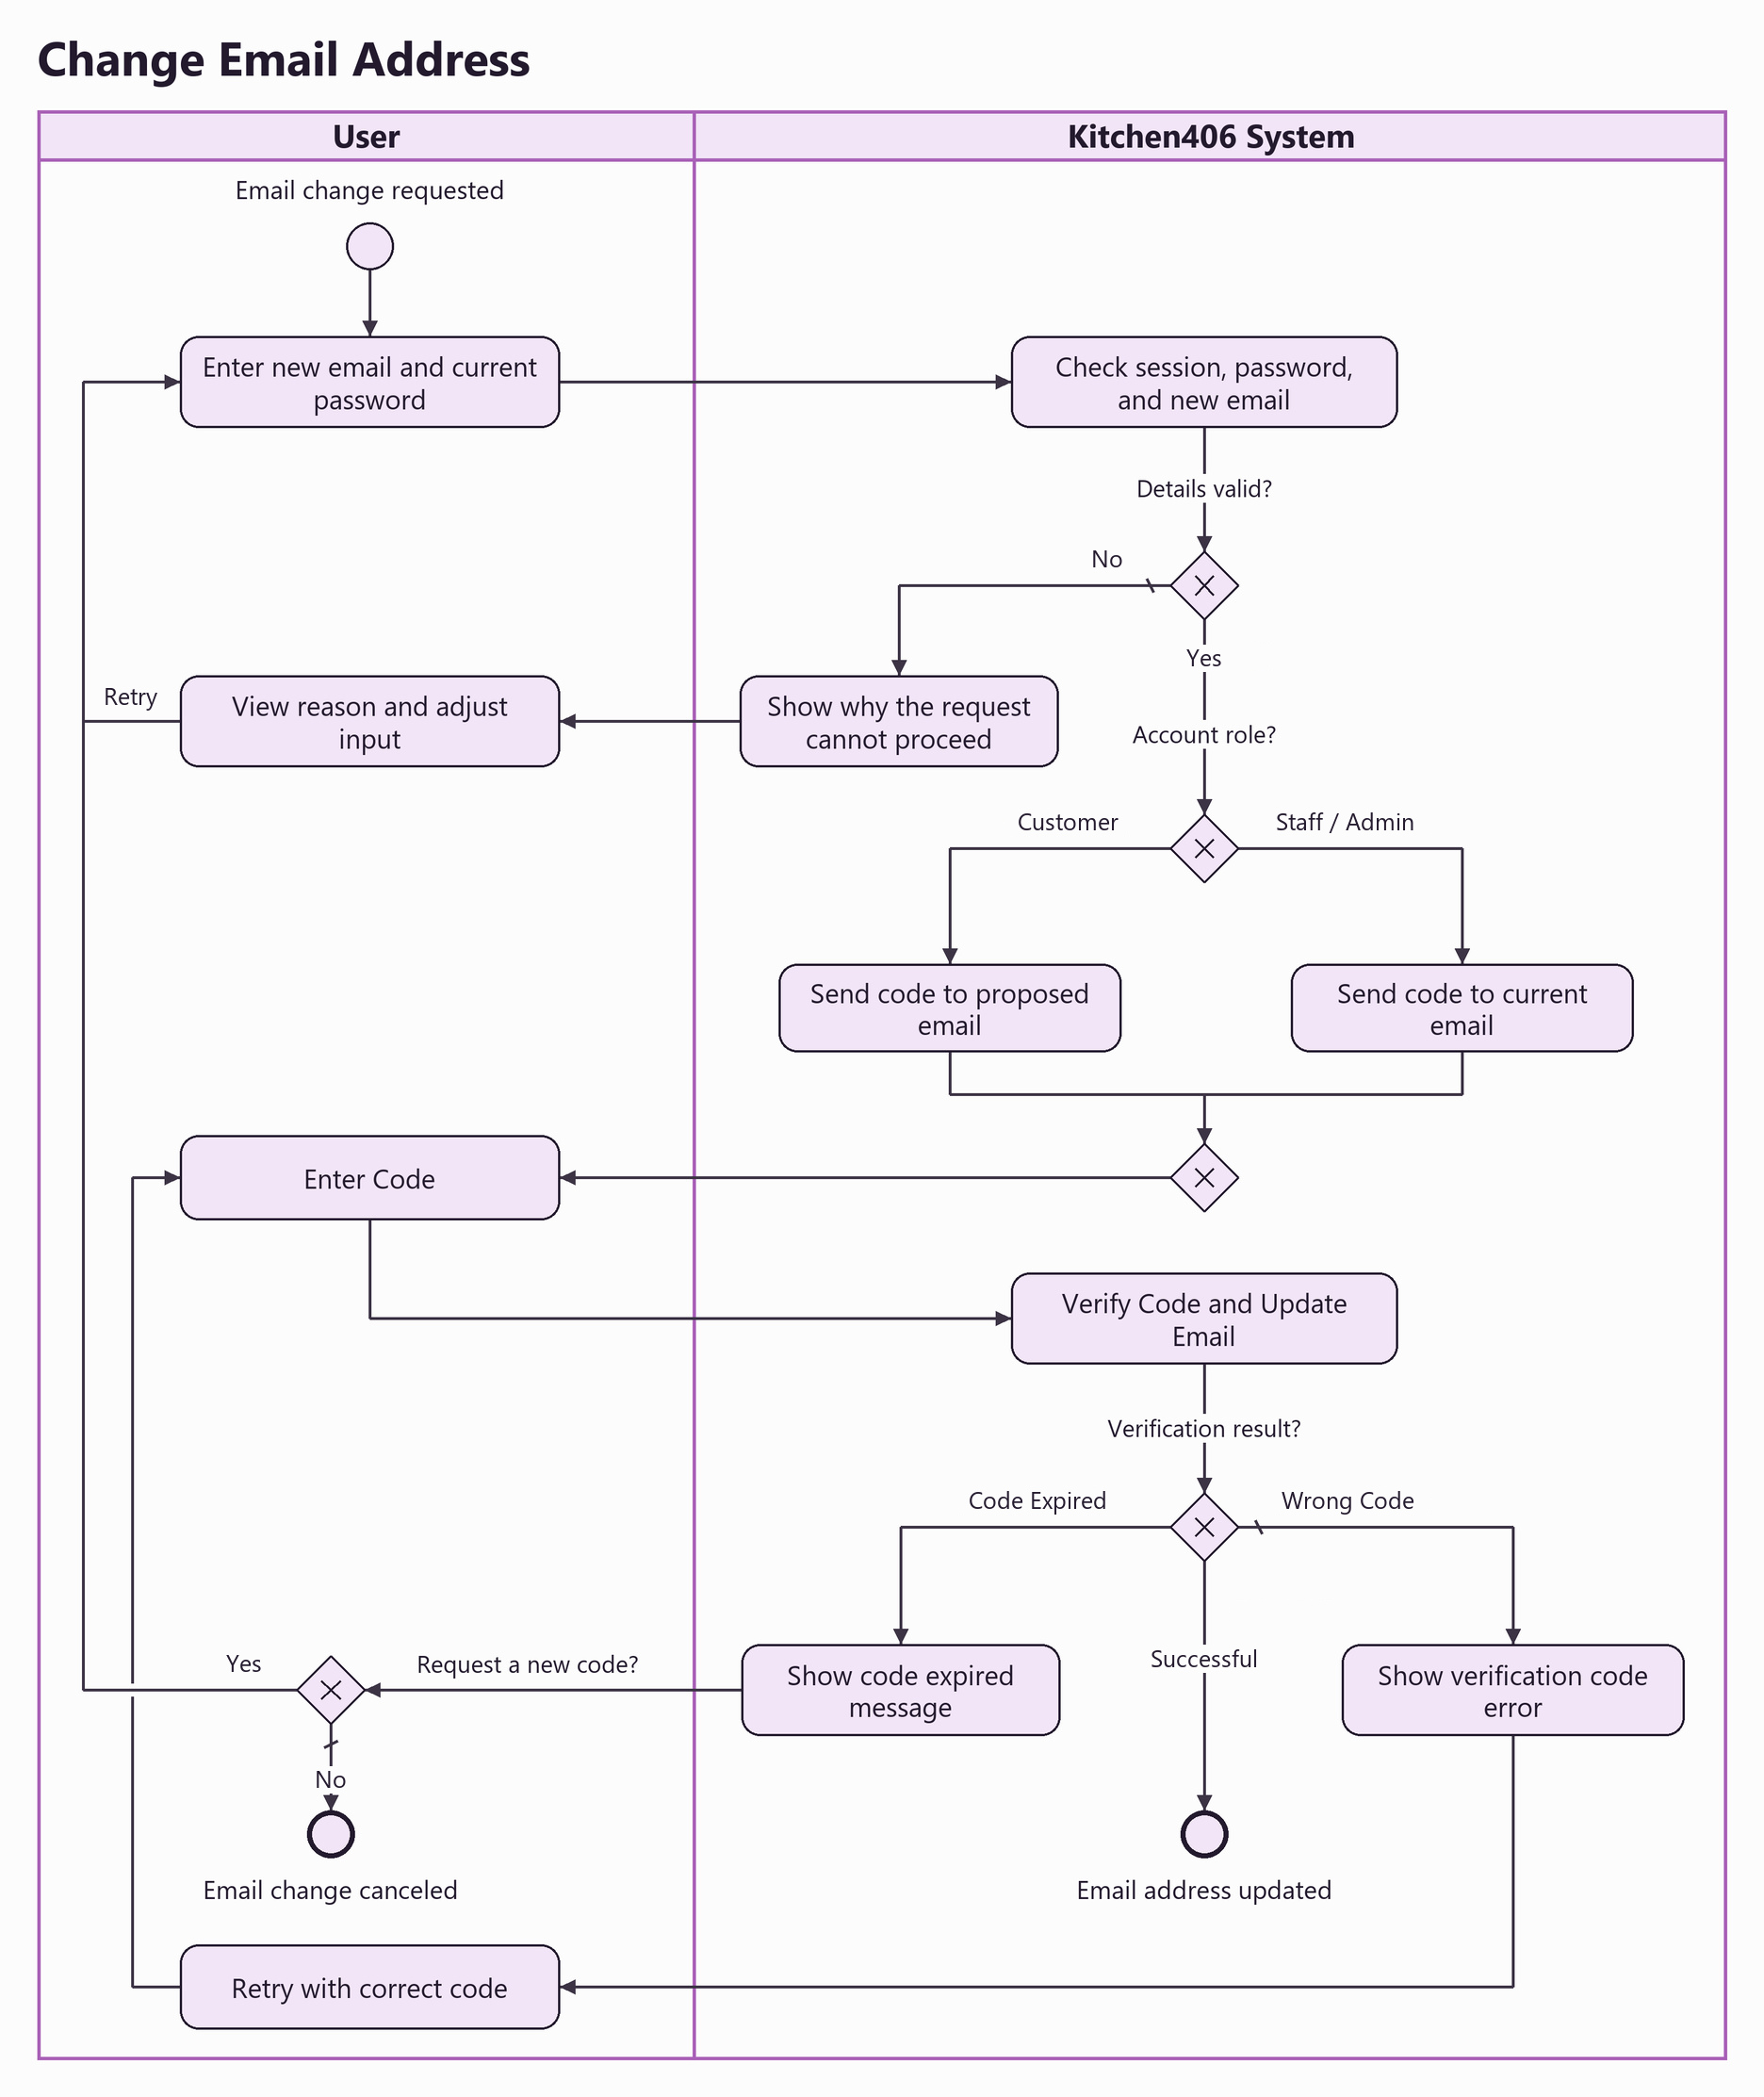 Change Email Address
User
Kitchen406 System
Email change requested
Enter new email and current
password
Check session, password,
and new email
Details valid?
No
Yes
Retry
View reason and adjust
input
Show why the request
cannot proceed
Account role?
Customer
Staff / Admin
Send code to proposed
email
Send code to current
email
Enter Code
Verify Code and Update
Email
Verification result?
Code Expired
Wrong Code
Yes
Request a new code?
Show code expired
message
Successful
Show verification code
error
No
Email change canceled
Email address updated
Retry with correct code